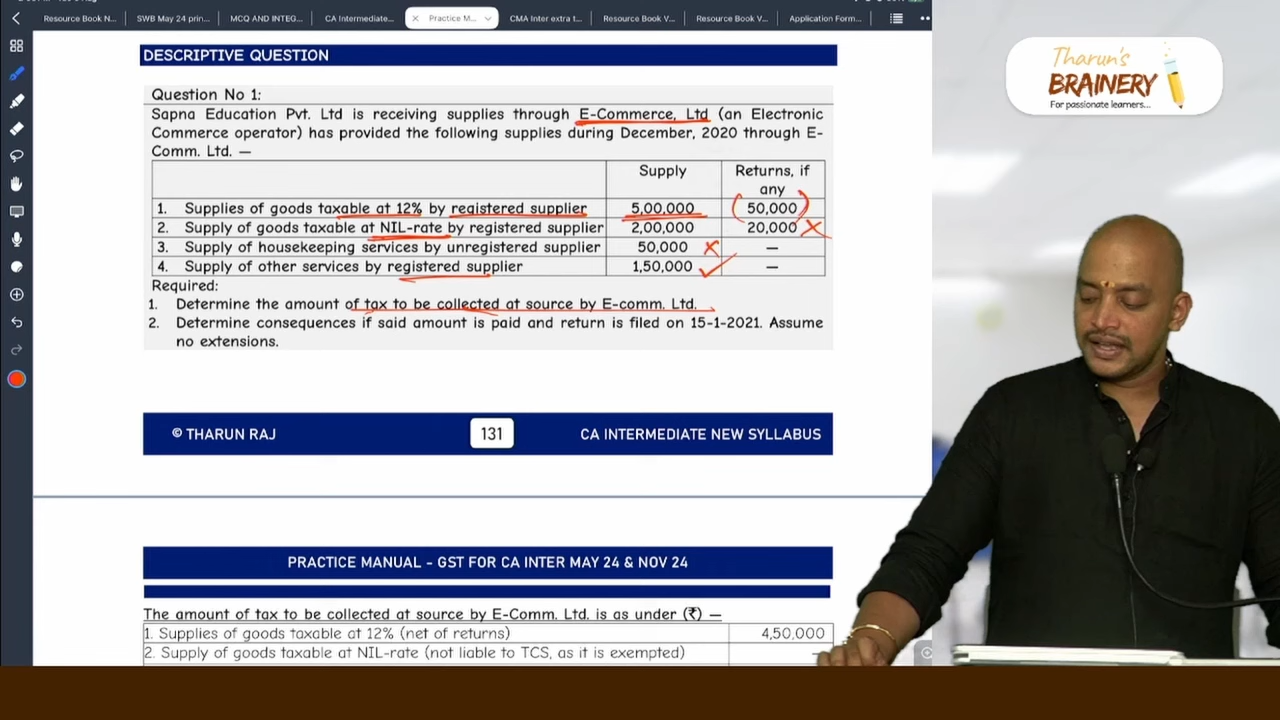 Resource Book N...
SWB May 24 prin...
MCQ AND INTEG...
CA Intermediate...
Practice M...
CMA Inter extra t...
Resource Book V...
Resource Book V...
Application Form...
Tharun's
BRAINERY
For passionate learners...
DESCRIPTIVE QUESTION
Question No 1:
Sapna Education Pvt. Ltd is receiving supplies through E-Commerce, Ltd (an Electronic
Commerce operator) has provided the following supplies during December, 2020 through E-
Comm. Ltd. —
Supply Returns, if
any
1. Supplies of goods taxable at 12% by registered supplier 5,00,000 50,000
2. Supply of goods taxable at NIL-rate by registered supplier 2,00,000 20,000
3. Supply of housekeeping services by unregistered supplier 50,000 —
4. Supply of other services by registered supplier 1,50,000 —
Required:
1. Determine the amount of tax to be collected at source by E-comm. Ltd.
2. Determine consequences if said amount is paid and return is filed on 15-1-2021. Assume
no extensions.
© THARUN RAJ
131
CA INTERMEDIATE NEW SYLLABUS
PRACTICE MANUAL - GST FOR CA INTER MAY 24 & NOV 24
The amount of tax to be collected at source by E-Comm. Ltd. is as under (₹) —
1. Supplies of goods taxable at 12% (net of returns) 4,50,000
2. Supply of goods taxable at NIL-rate (not liable to TCS, as it is exempted) —